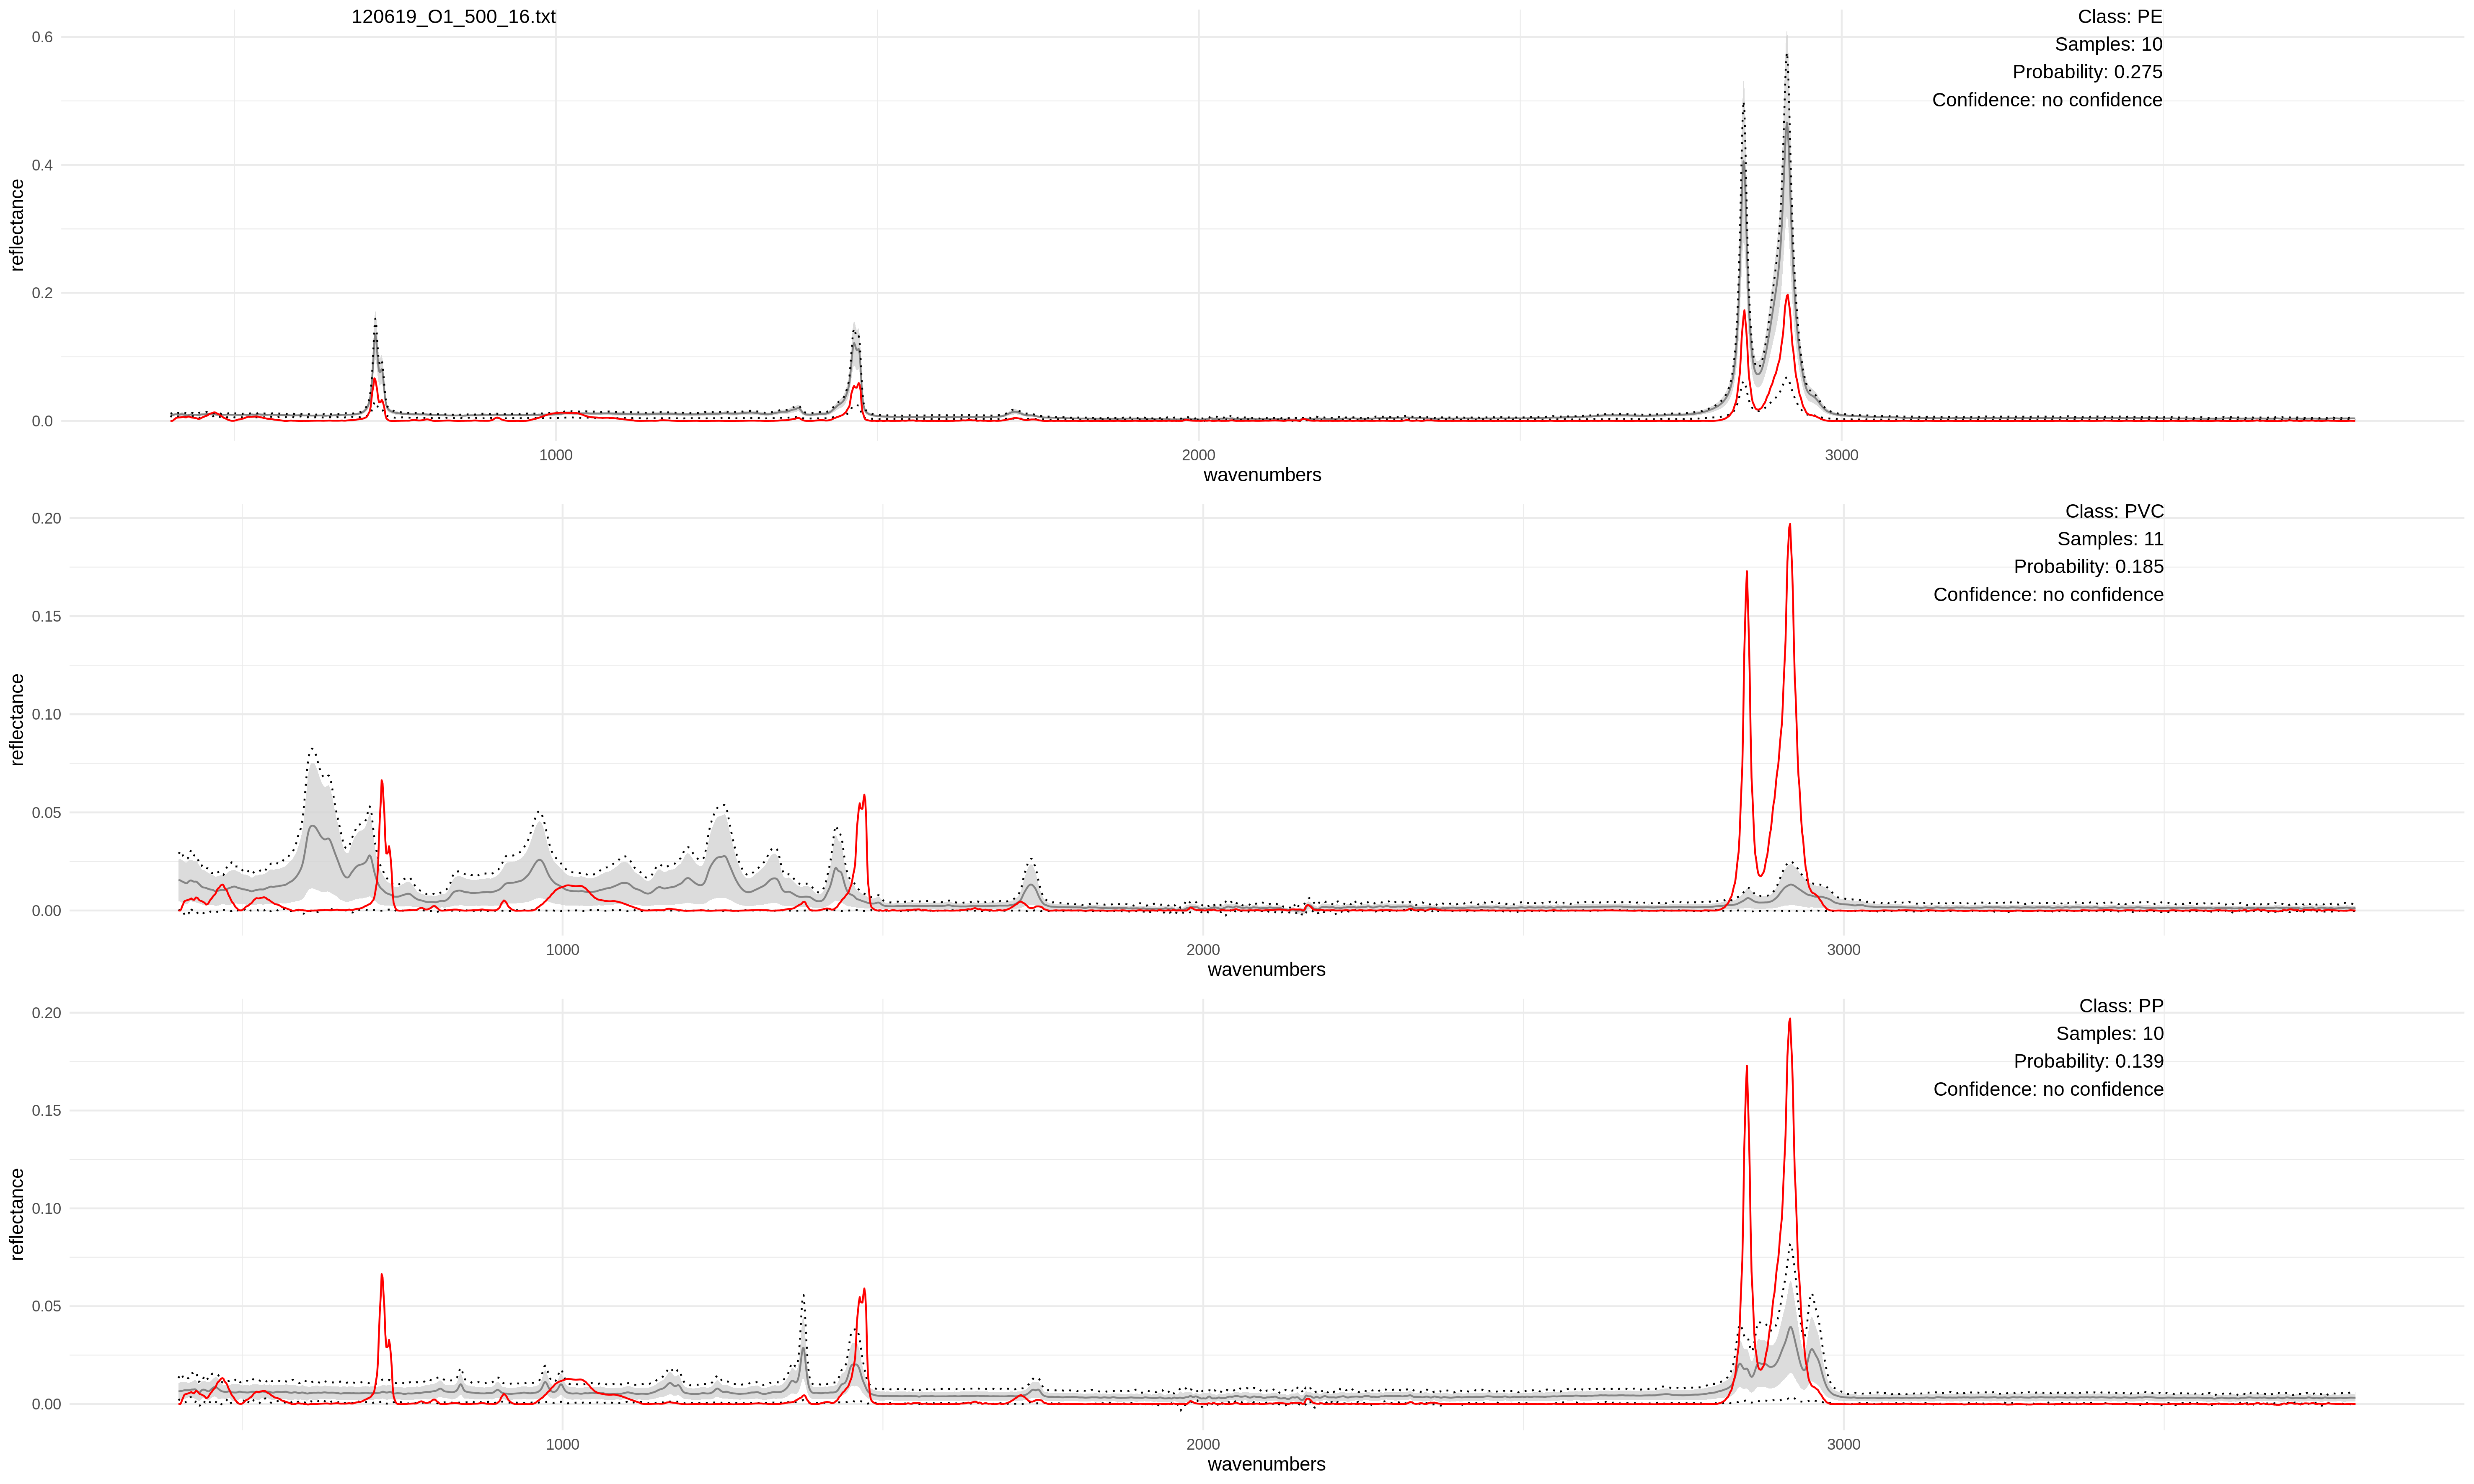 120619_O1_500_16.txt
Class: PE
Samples: 10
Probability: 0.275
Confidence: no confidence
0.6
0.4
0.2
0.0
reflectance
1000
2000
3000
wavenumbers
Class: PVC
Samples: 11
Probability: 0.185
Confidence: no confidence
0.20
0.15
0.10
0.05
0.00
reflectance
1000
2000
3000
wavenumbers
Class: PP
Samples: 10
Probability: 0.139
Confidence: no confidence
0.20
0.15
0.10
0.05
0.00
reflectance
1000
2000
3000
wavenumbers